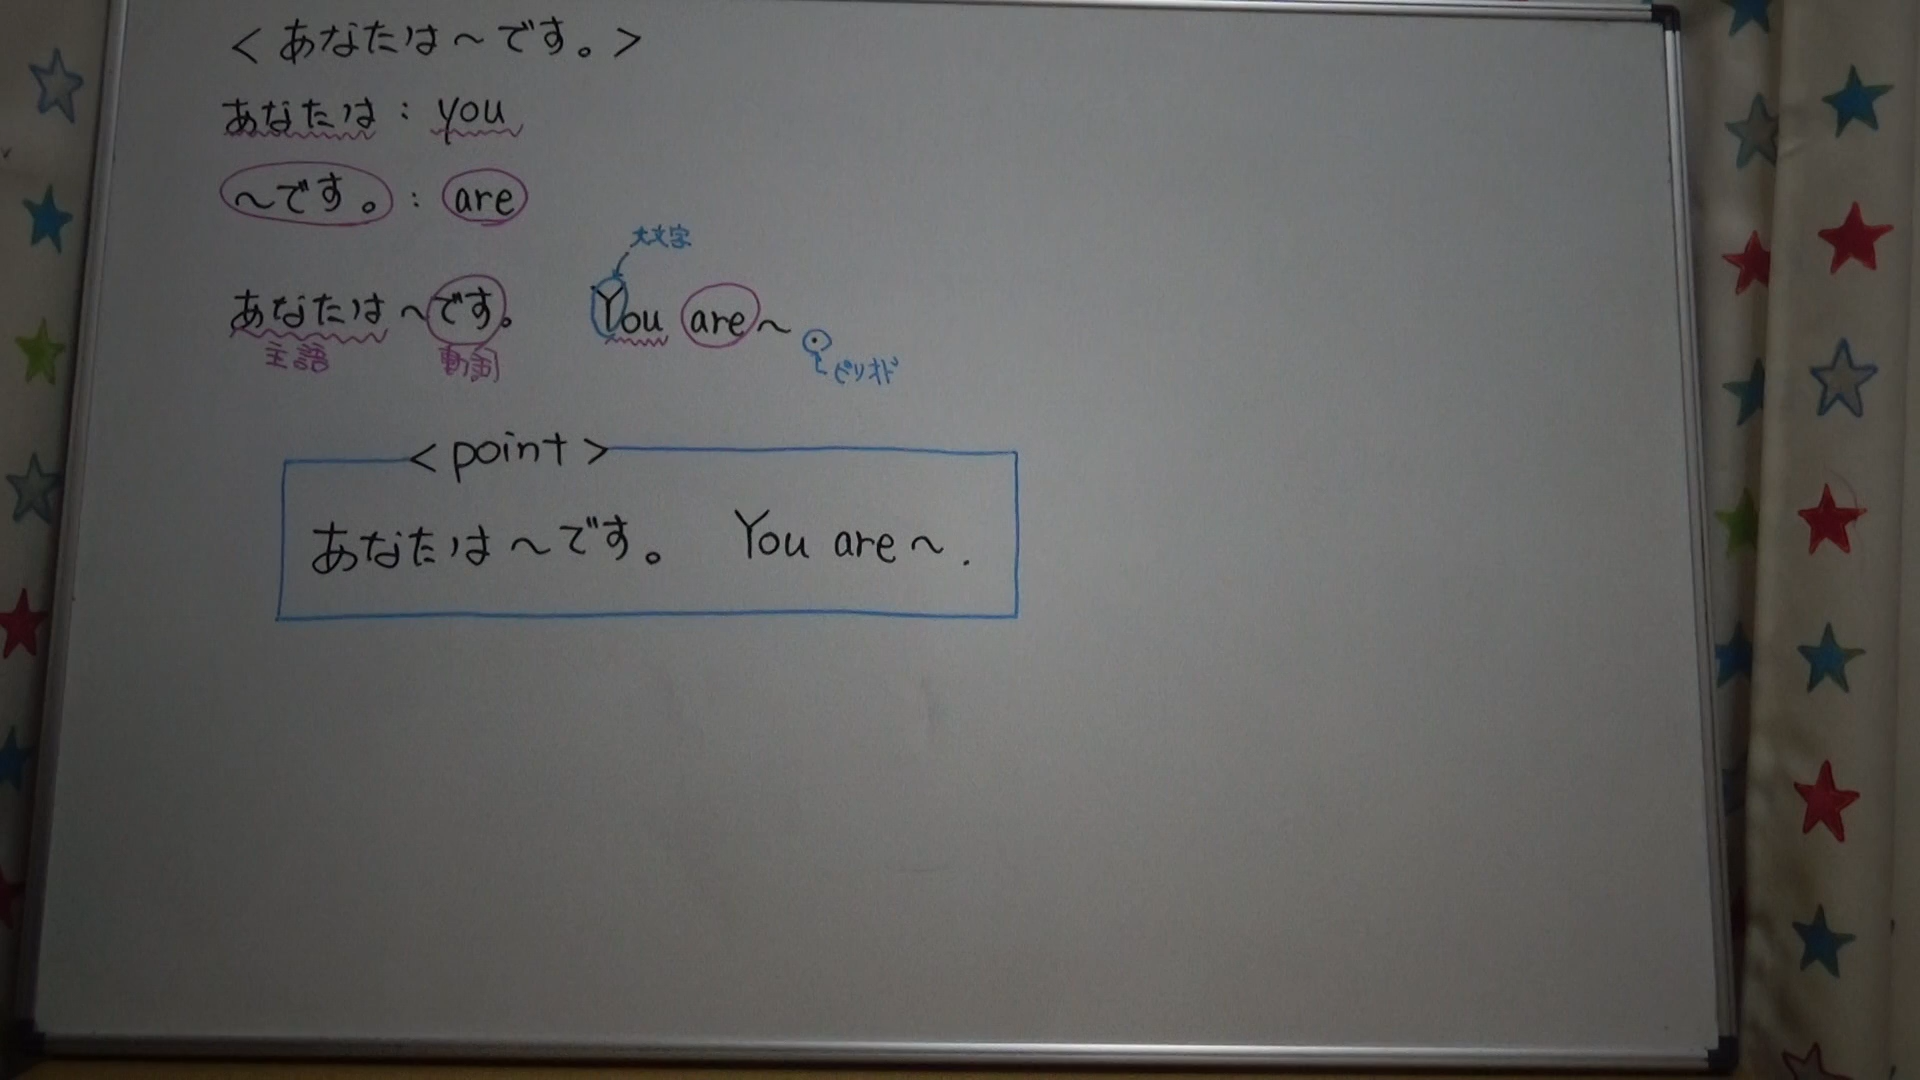 <あなたは～です。>
あなたは : you
～です。 : are
大文字
あなたは～です。 You are～.
主語 動詞 ピリオド
<point>
あなたは～です。 You are～.